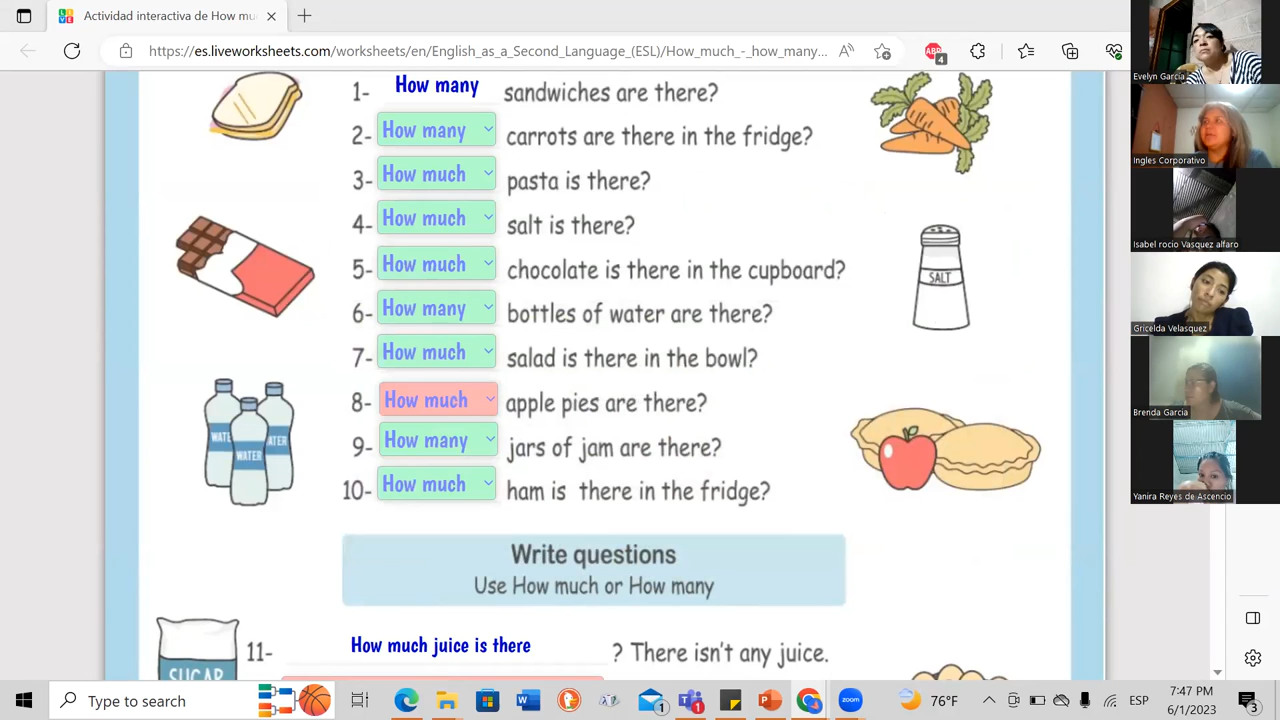 Actividad interactiva de How muc
https://es.liveworksheets.com/worksheets/en/English_as_a_Second_Language_(ESL)/How_much_-_how_many...
1- How many sandwiches are there?
2- How many carrots are there in the fridge?
3- How much pasta is there?
4- How much salt is there?
5- How much chocolate is there in the cupboard?
6- How many bottles of water are there?
7- How much salad is there in the bowl?
8- How much apple pies are there?
9- How many jars of jam are there?
10- How much ham is there in the fridge?
SALT
WATER
Write questions
Use How much or How many
11- How much juice is there ? There isn't any juice.
SUGAR
Evelyn García
Ingles Corporativo
Isabel rocio Vasquez alfaro
Gricelda Velasquez
Brenda Garcia
Yanira Reyes de Ascencio
Type here to search
76°F
ESP
7:47 PM
6/1/2023